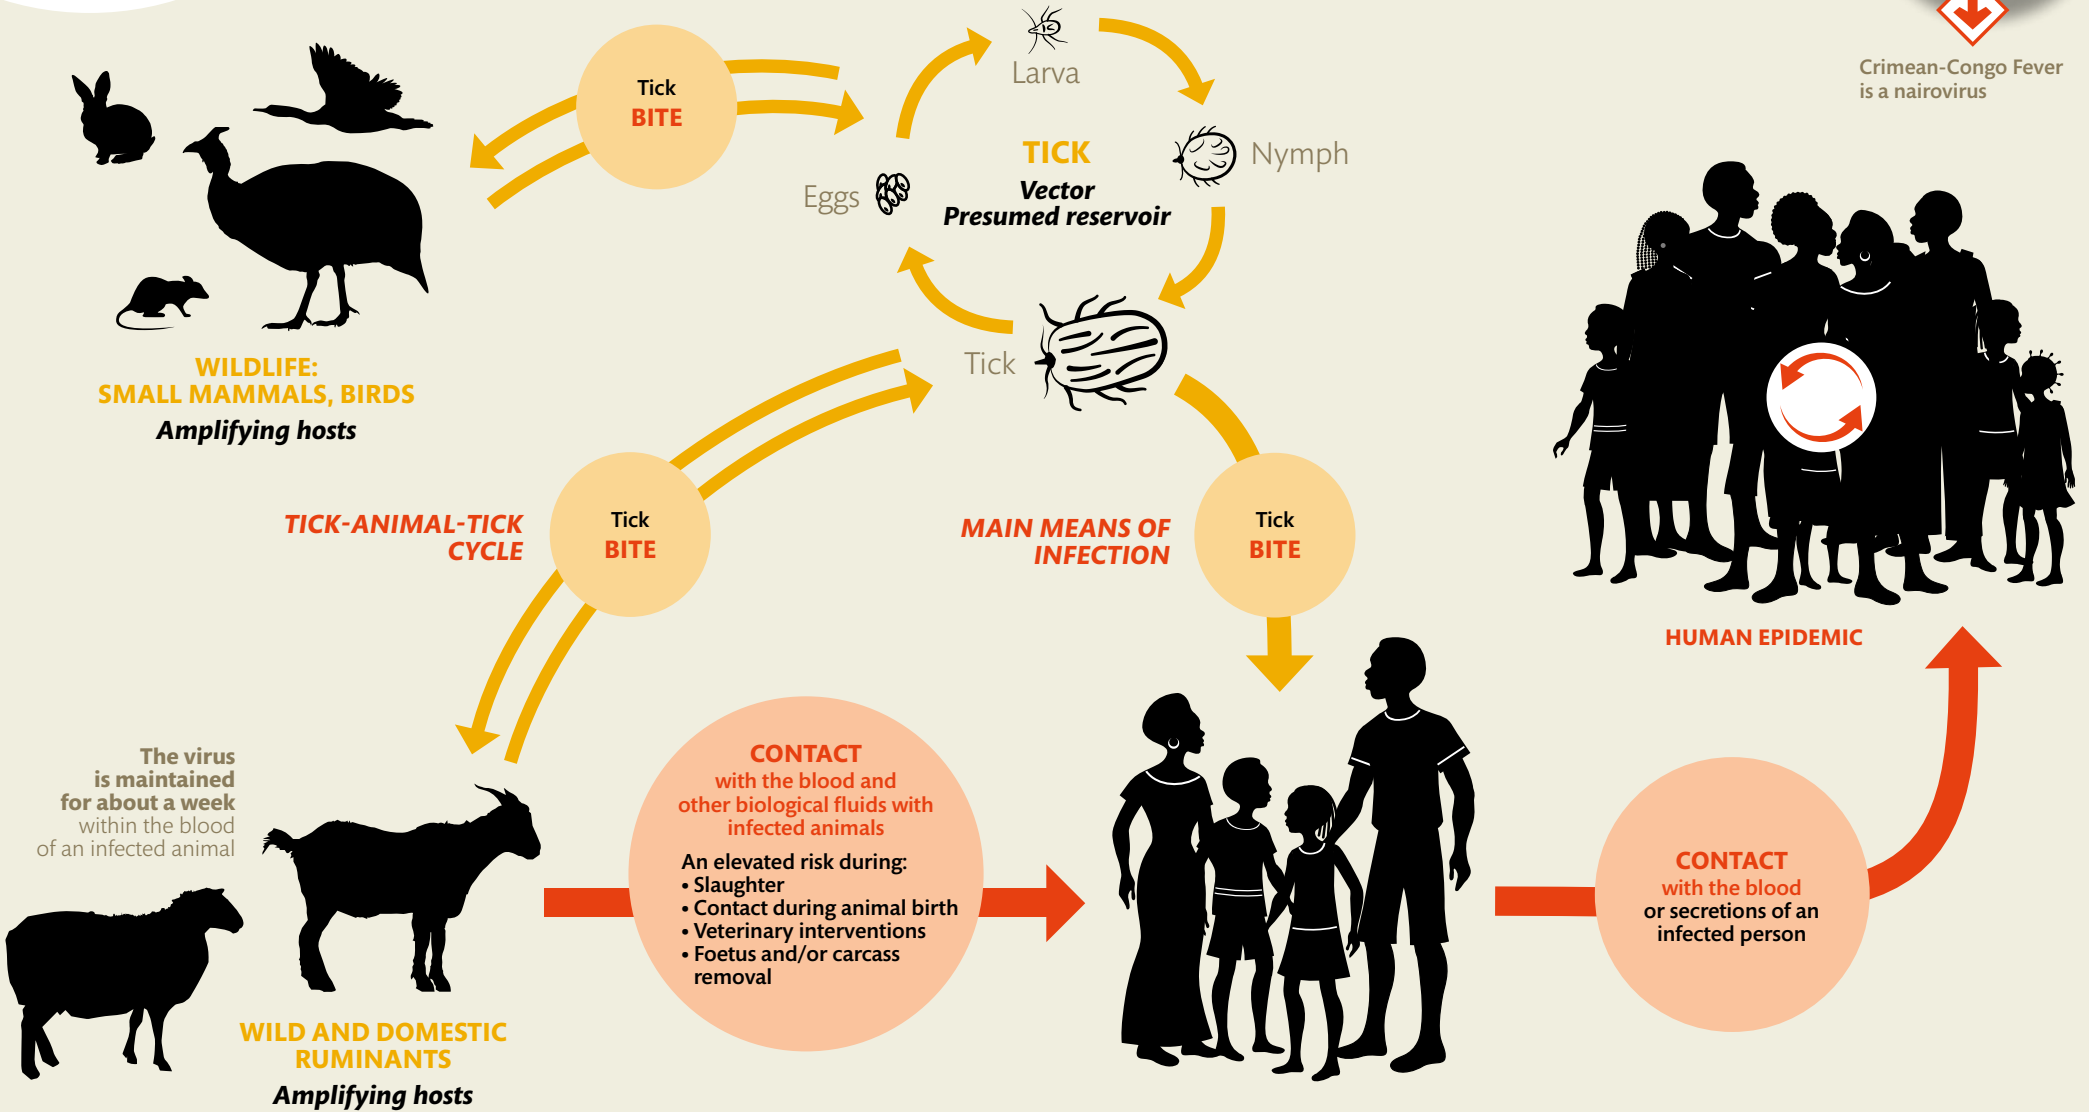 Crimean-Congo Fever
is a nairovirus
Tick
BITE
Larva
Nymph
Eggs
TICK
Vector
Presumed reservoir
Tick
WILDLIFE:
SMALL MAMMALS, BIRDS
Amplifying hosts
TICK-ANIMAL-TICK
CYCLE
Tick
BITE
MAIN MEANS OF
INFECTION
Tick
BITE
HUMAN EPIDEMIC
The virus
is maintained
for about a week
within the blood
of an infected animal
CONTACT
with the blood and
other biological fluids with
infected animals
An elevated risk during:
• Slaughter
• Contact during animal birth
• Veterinary interventions
• Foetus and/or carcass
removal
CONTACT
with the blood
or secretions of an
infected person
WILD AND DOMESTIC
RUMINANTS
Amplifying hosts